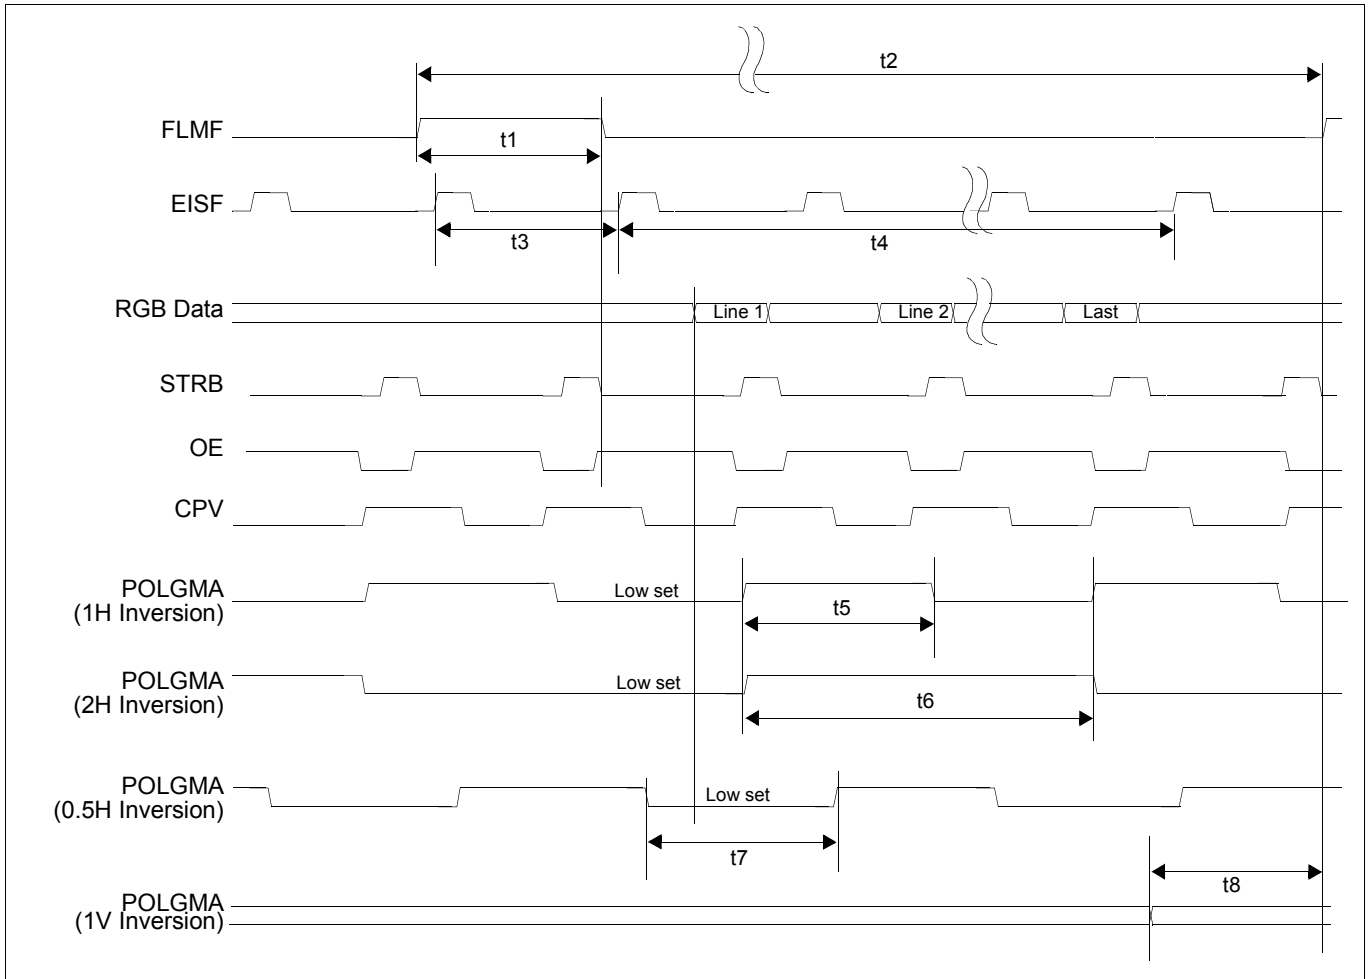 t2
FLMF
t1
EISF
t3
t4
RGB Data
Line 1
Line 2
Last
STRB
OE
CPV
POLGMA
(1H Inversion)
Low set
t5
POLGMA
(2H Inversion)
Low set
t6
POLGMA
(0.5H Inversion)
Low set
t7
t8
POLGMA
(1V Inversion)